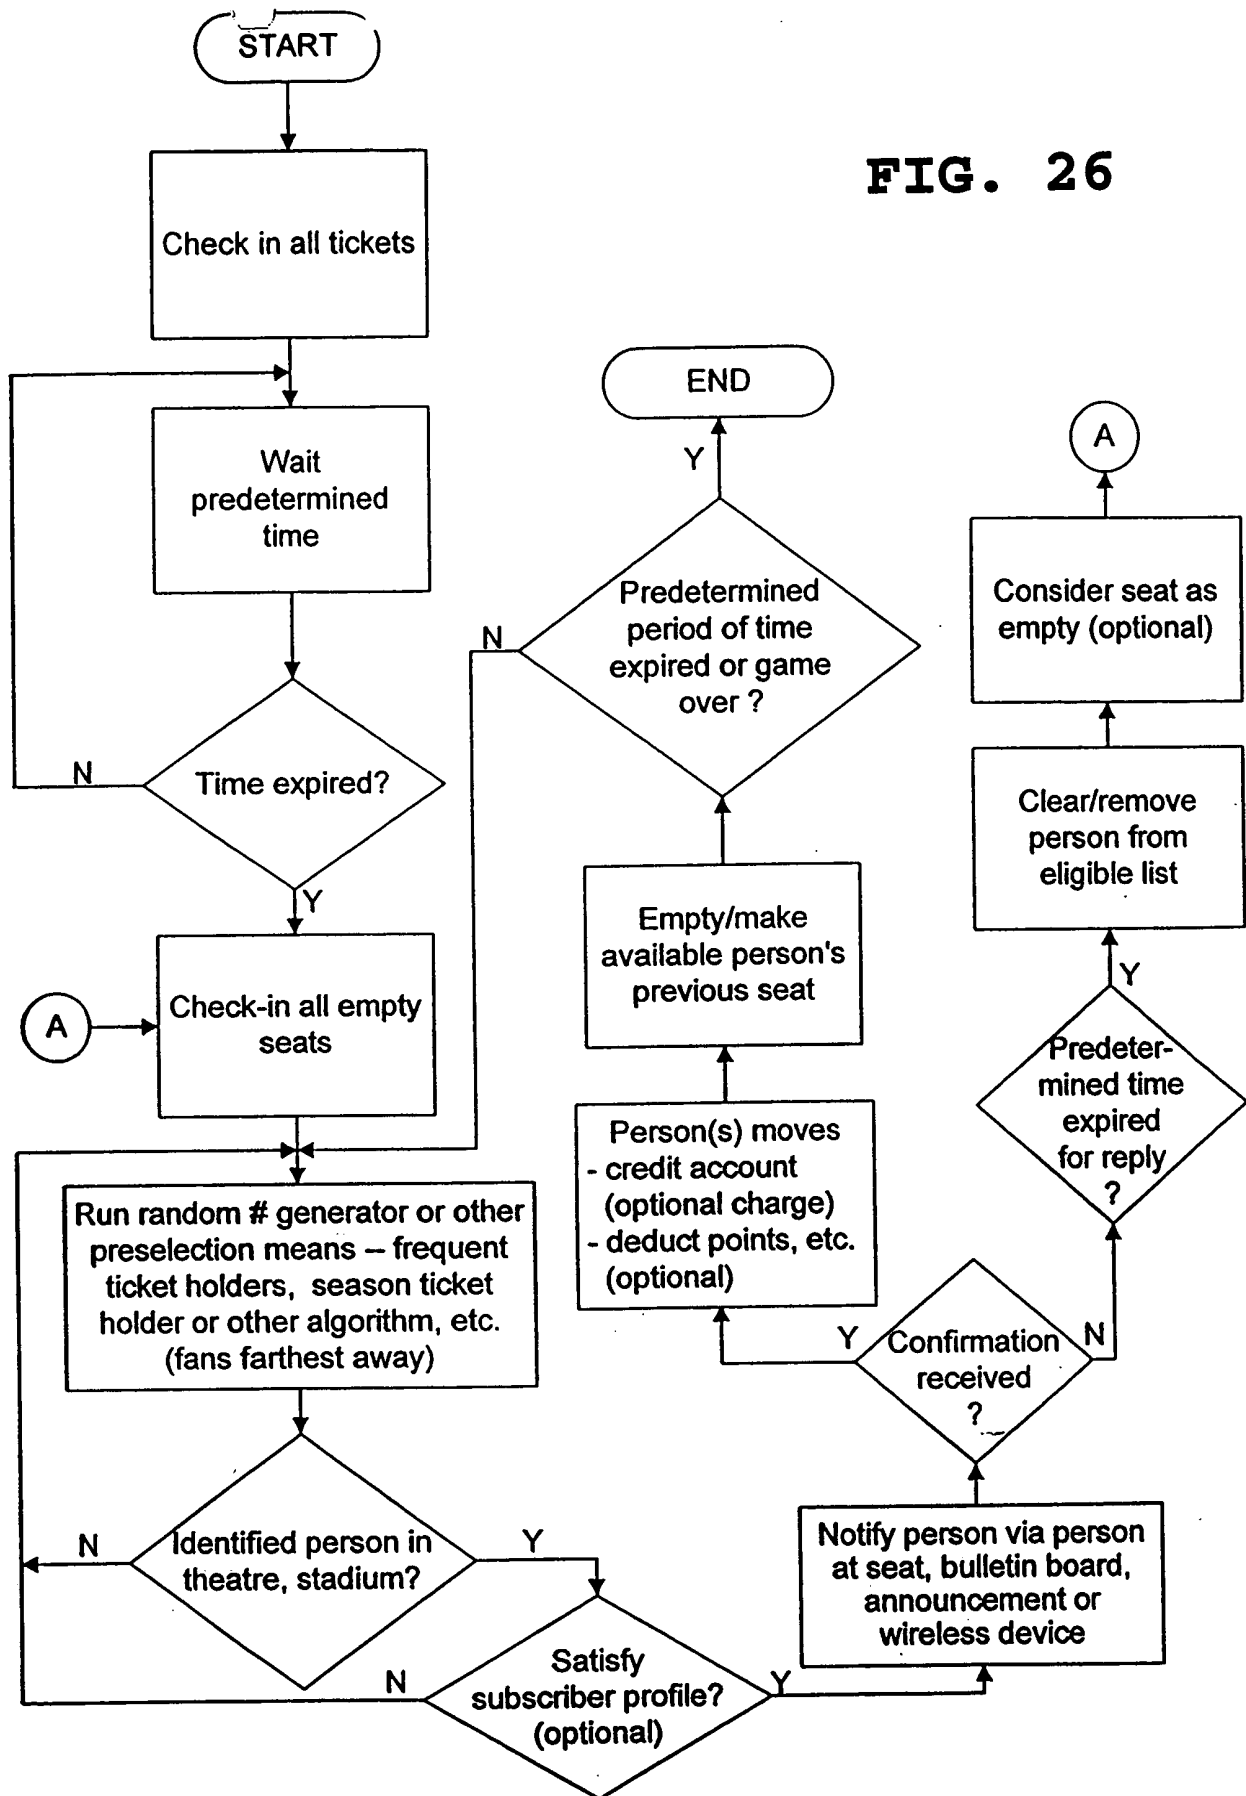 START
FIG. 26
Check in all tickets
Wait
predetermined
time
Time expired?
N
Y
A
Check-in all empty
seats
Run random # generator or other
preselection means – frequent
ticket holders, season ticket
holder or other algorithm, etc.
(fans farthest away)
Identified person in
theatre, stadium?
N
Y
Satisfy
subscriber profile?
(optional)
N
Y
Notify person via person
at seat, bulletin board,
announcement or
wireless device
Confirmation
received
?
Y
N
Person(s) moves
- credit account
(optional charge)
- deduct points, etc.
(optional)
Empty/make
available person's
previous seat
Predetermined
period of time
expired or game
over ?
N
Y
END
Predeter-
mined time
expired
for reply
?
Y
Clear/remove
person from
eligible list
Consider seat as
empty (optional)
A